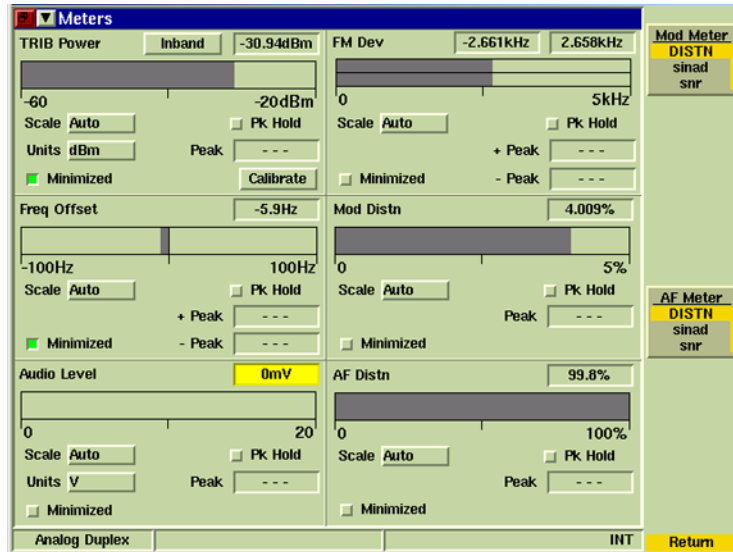 Meters
TRIB Power Inband -30.94dBm
-60 -20dBm
Scale Auto Pk Hold
Units dBm Peak - - -
Minimized Calibrate
FM Dev -2.661kHz 2.658kHz
0 5kHz
Scale Auto Pk Hold
+ Peak - - -
Minimized - Peak - - -
Freq Offset -5.9Hz
-100Hz 100Hz
Scale Auto Pk Hold
+ Peak - - -
Minimized - Peak - - -
Mod Distn 4.009%
0 5%
Scale Auto Pk Hold
Peak - - -
Minimized
Audio Level 0mV
0 20
Scale Auto Pk Hold
Units V Peak - - -
Minimized
AF Distn 99.8%
0 100%
Scale Auto Pk Hold
Peak - - -
Minimized
Mod Meter
DISTN
sinad
snr
AF Meter
DISTN
sinad
snr
Analog Duplex INT Return